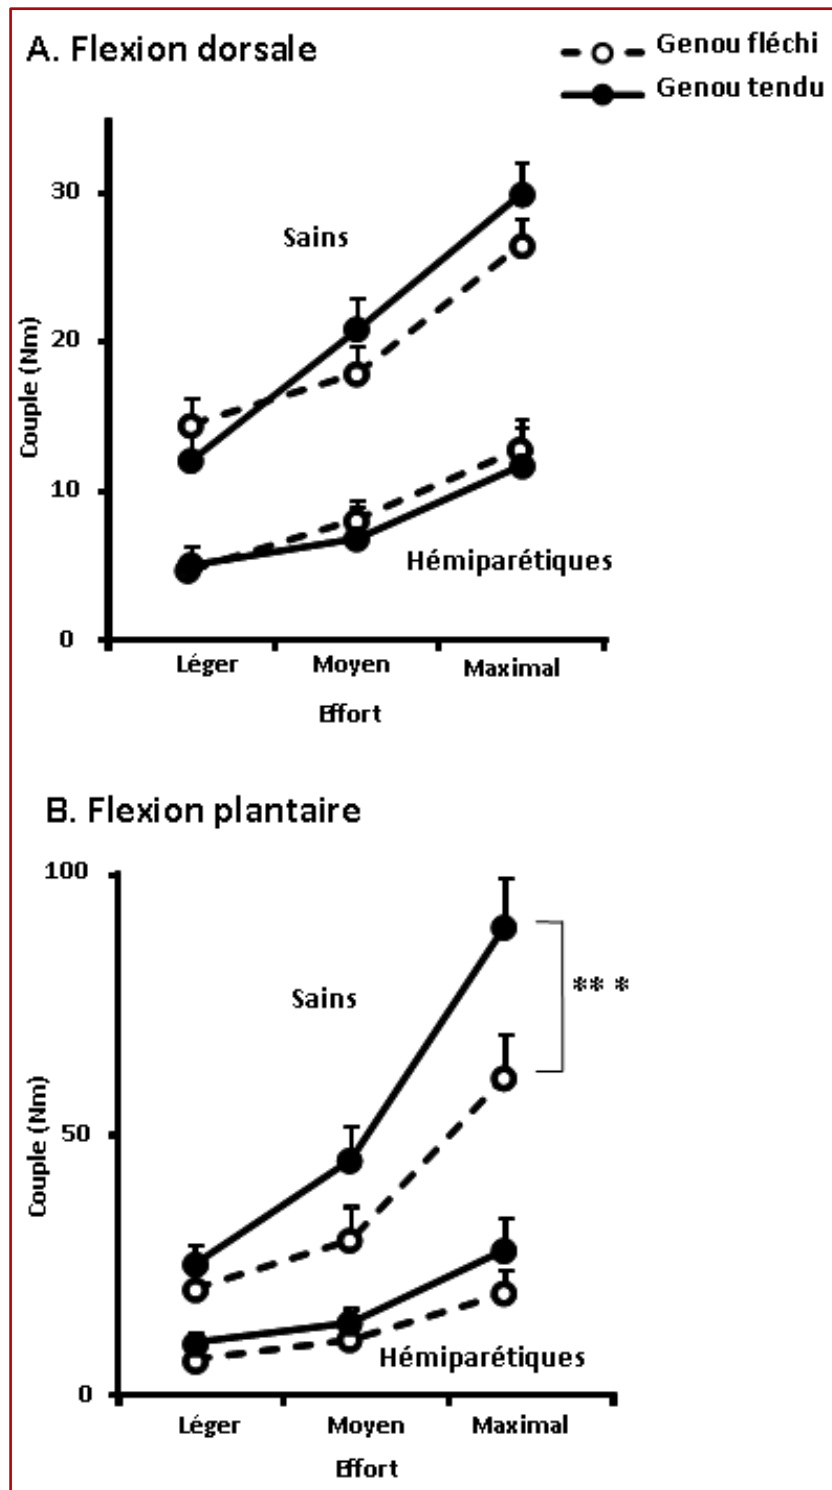 A. Flexion dorsale
Genou fléchi
Genou tendu
30
Sains
20
Couple (Nm)
10
Hémiparétiques
0
Léger
Moyen
Maximal
Effort
B. Flexion plantaire
100
Sains
** *
50
Couple (Nm)
Hémiparétiques
0
Léger
Moyen
Maximal
Effort